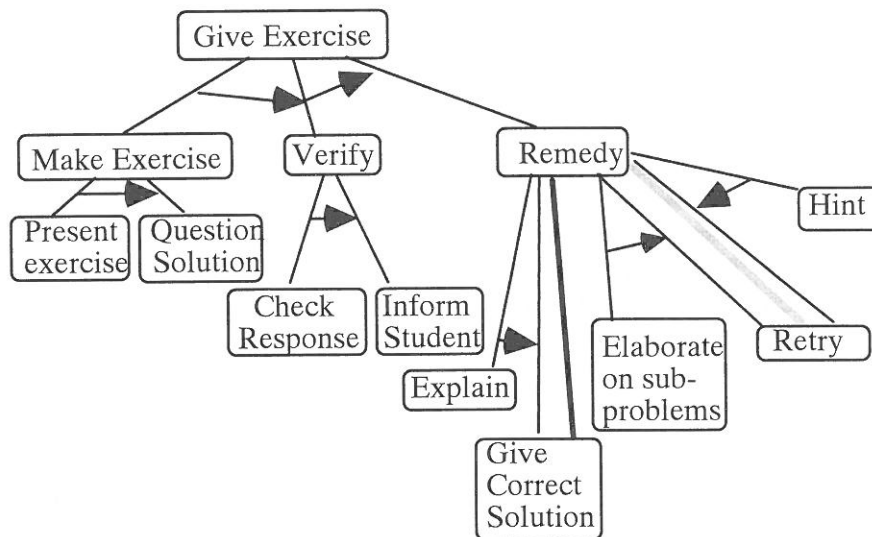 Give Exercise
Make Exercise
Verify
Remedy
Hint
Present
exercise
Question
Solution
Check
Response
Inform
Student
Explain
Elaborate
on sub-
problems
Retry
Give
Correct
Solution